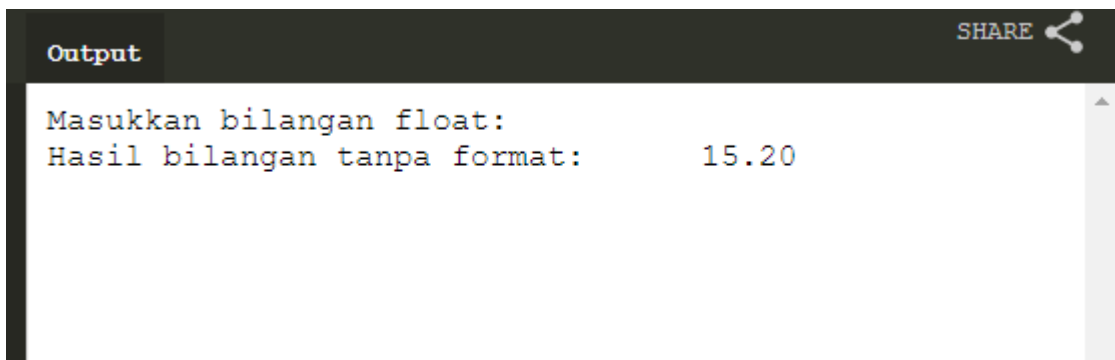 SHARE
Output
Masukkan bilangan float:
Hasil bilangan tanpa format:      15.20